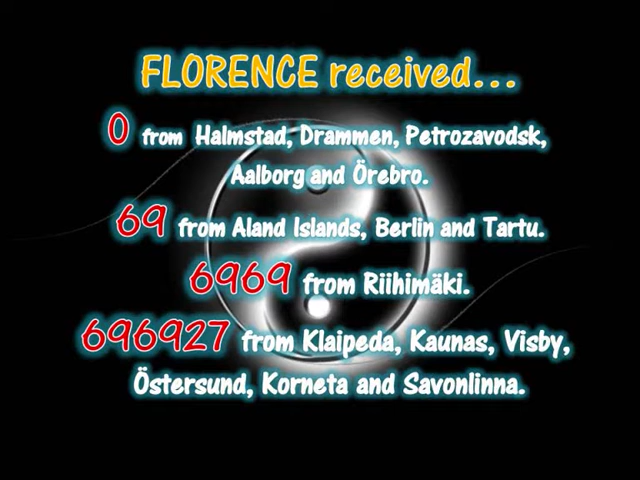 FLORENCE received...
0 from Halmstad, Drammen, Petrozavodsk,
Aalborg and Örebro.
69 from Aland Islands, Berlin and Tartu.
6969 from Riihimäki.
696927 from Klaipeda, Kaunas, Visby,
Östersund, Korneta and Savonlinna.